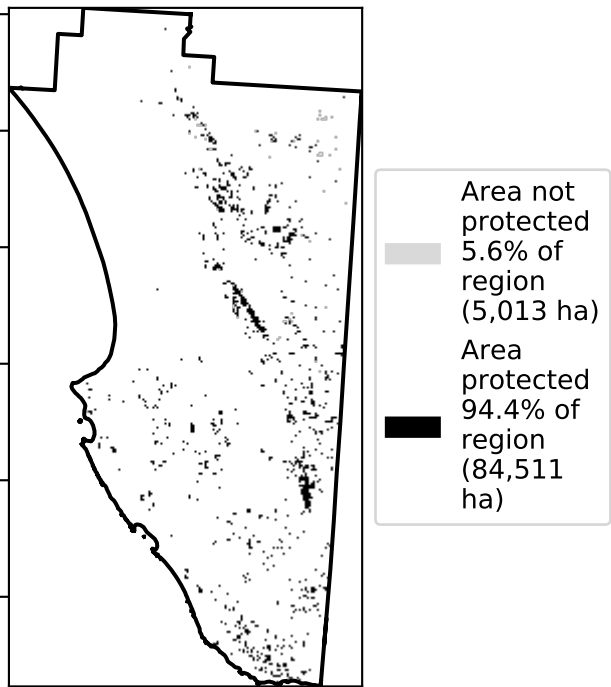 Area not
protected
5.6% of
region
(5,013 ha)
Area
protected
94.4% of
region
(84,511
ha)